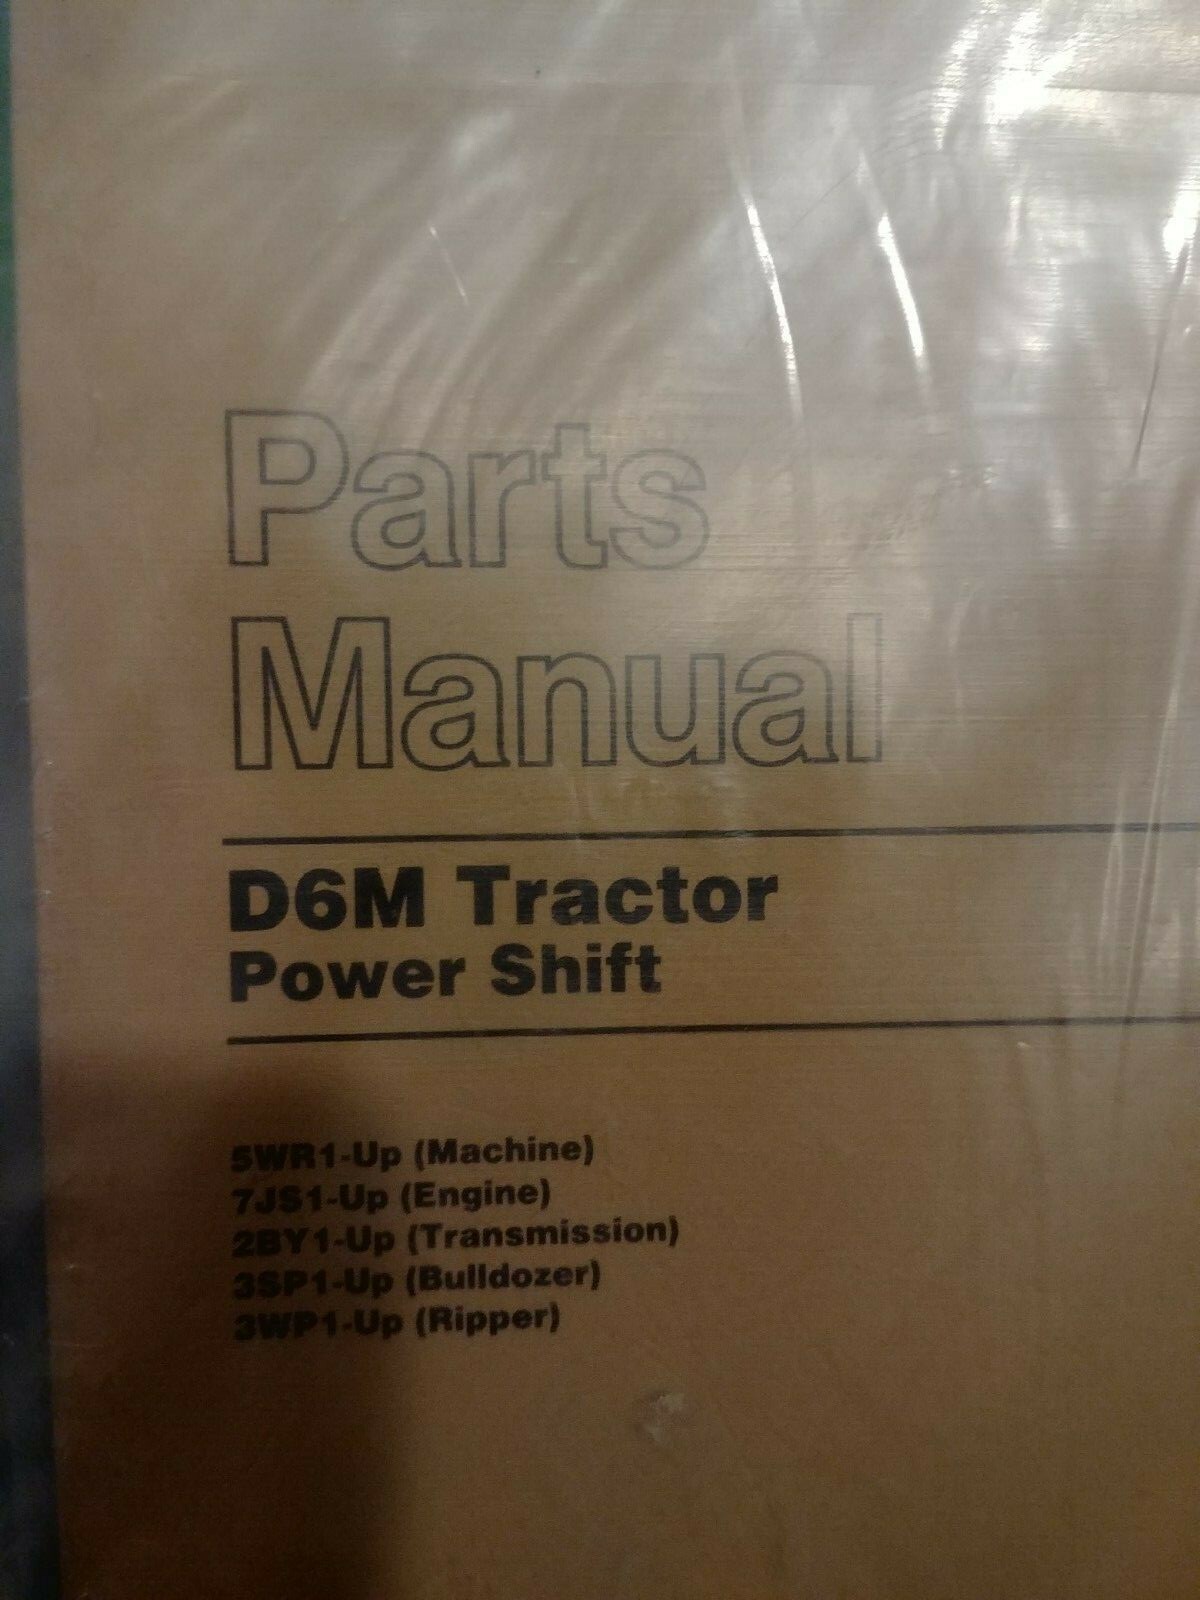 Parts
Manual
D6M Tractor
Power Shift
5WR1-Up (Machine)
7JS1-Up (Engine)
2BY1-Up (Transmission)
3SP1-Up (Bulldozer)
3WP1-Up (Ripper)